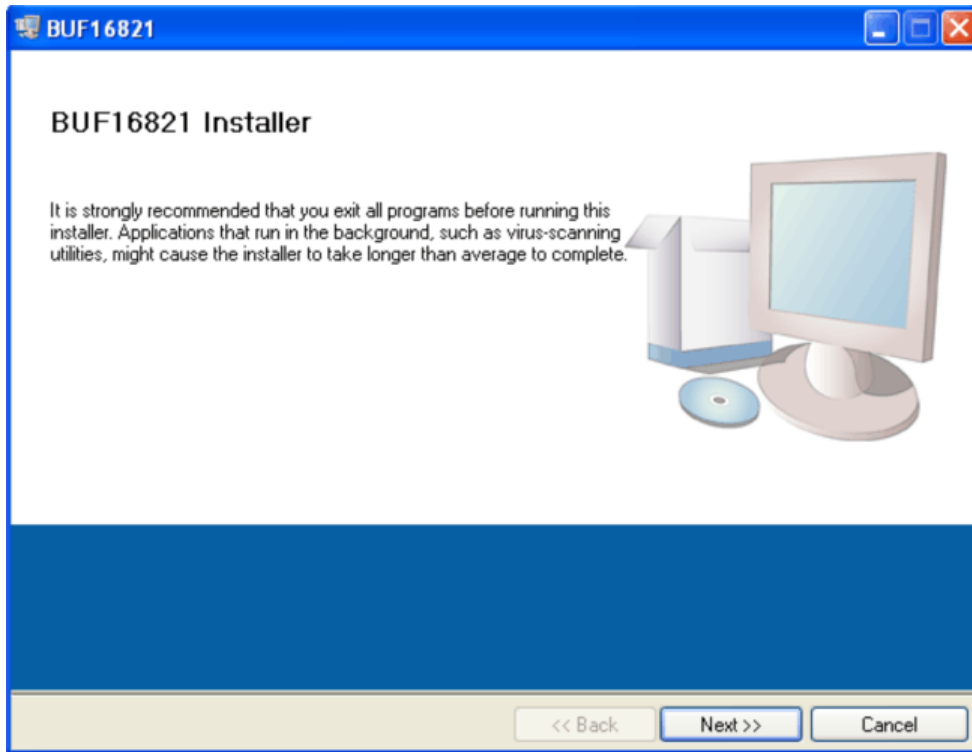 BUF16821
BUF16821 Installer
It is strongly recommended that you exit all programs before running this
installer. Applications that run in the background, such as virus-scanning
utilities, might cause the installer to take longer than average to complete.
<< Back Next >> Cancel